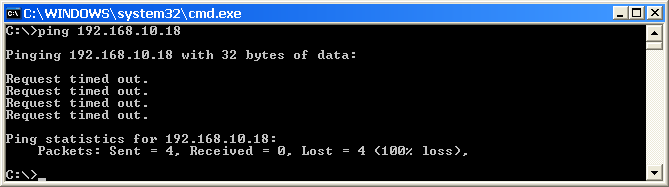 C:\WINDOWS\system32\cmd.exe
C:\>ping 192.168.10.18
Pinging 192.168.10.18 with 32 bytes of data:
Request timed out.
Request timed out.
Request timed out.
Request timed out.
Ping statistics for 192.168.10.18:
    Packets: Sent = 4, Received = 0, Lost = 4 (100% loss),
C:\>_